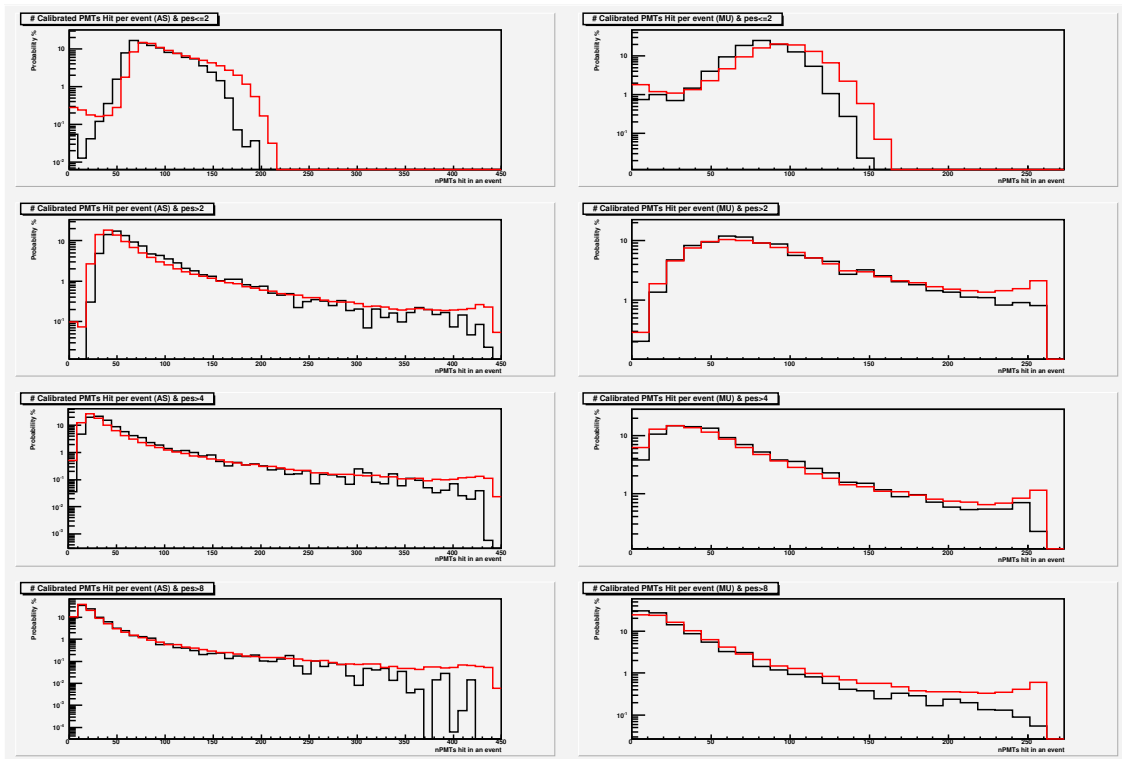 # Calibrated PMTs Hit per event (AS) & pes<=2
Probability %
10
1
10⁻¹
10⁻²
0 50 100 150 200 250 300 350 400 450
nPMTs hit in an event
# Calibrated PMTs Hit per event (MU) & pes<=2
Probability %
10
1
10⁻¹
0 50 100 150 200 250
nPMTs hit in an event
# Calibrated PMTs Hit per event (AS) & pes>2
Probability %
10
1
10⁻¹
0 50 100 150 200 250 300 350 400 450
nPMTs hit in an event
# Calibrated PMTs Hit per event (MU) & pes>2
Probability %
10
1
0 50 100 150 200 250
nPMTs hit in an event
# Calibrated PMTs Hit per event (AS) & pes>4
Probability %
10
1
10⁻¹
10⁻²
10⁻³
0 50 100 150 200 250 300 350 400 450
nPMTs hit in an event
# Calibrated PMTs Hit per event (MU) & pes>4
Probability %
10
1
0 50 100 150 200 250
nPMTs hit in an event
# Calibrated PMTs Hit per event (AS) & pes>8
Probability %
10
1
10⁻¹
10⁻²
10⁻³
10⁻⁴
0 50 100 150 200 250 300 350 400 450
nPMTs hit in an event
# Calibrated PMTs Hit per event (MU) & pes>8
Probability %
10
1
10⁻¹
0 50 100 150 200 250
nPMTs hit in an event